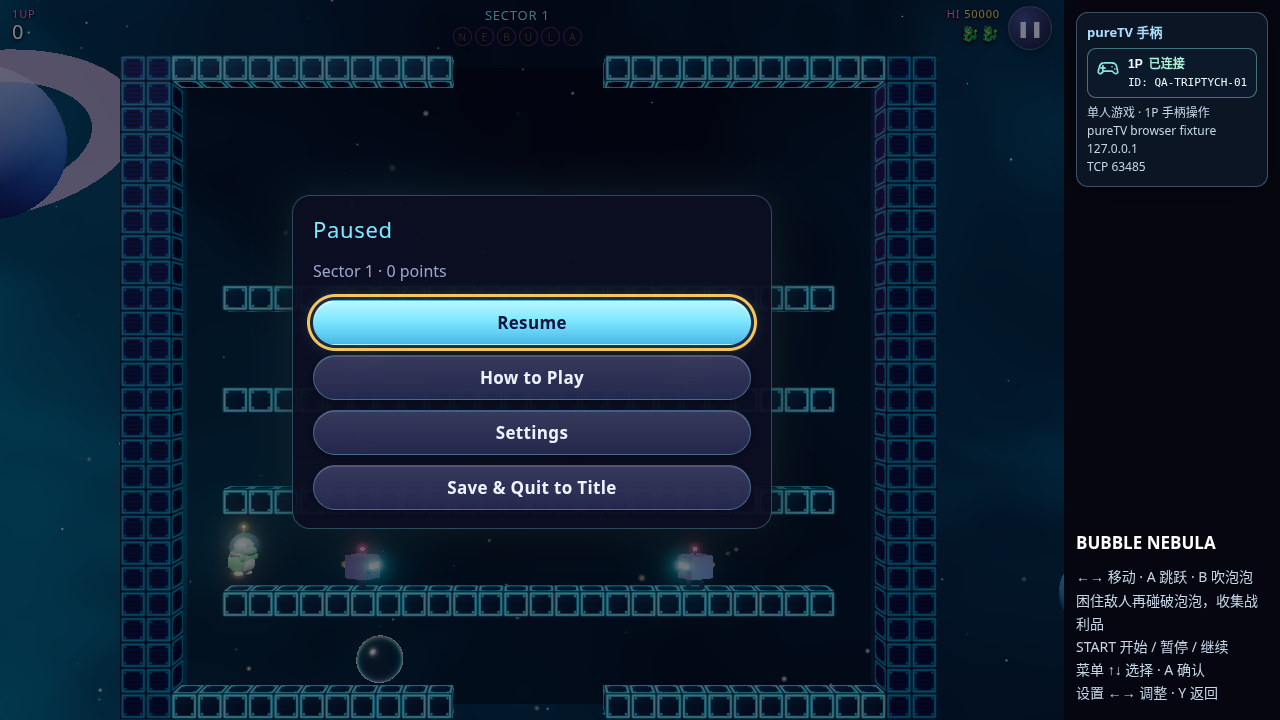 1UP
0
SECTOR 1
N E B U L A
HI 50000
Paused
Sector 1 · 0 points
Resume
How to Play
Settings
Save & Quit to Title
pureTV 手柄
1P 已连接
ID: QA-TRIPTYCH-01
单人游戏 · 1P 手柄操作
pureTV browser fixture
127.0.0.1
TCP 63485
BUBBLE NEBULA
←→ 移动 · A 跳跃 · B 吹泡泡
困住敌人再碰破泡泡，收集战
利品
START 开始 / 暂停 / 继续
菜单 ↑↓ 选择 · A 确认
设置 ←→ 调整 · Y 返回